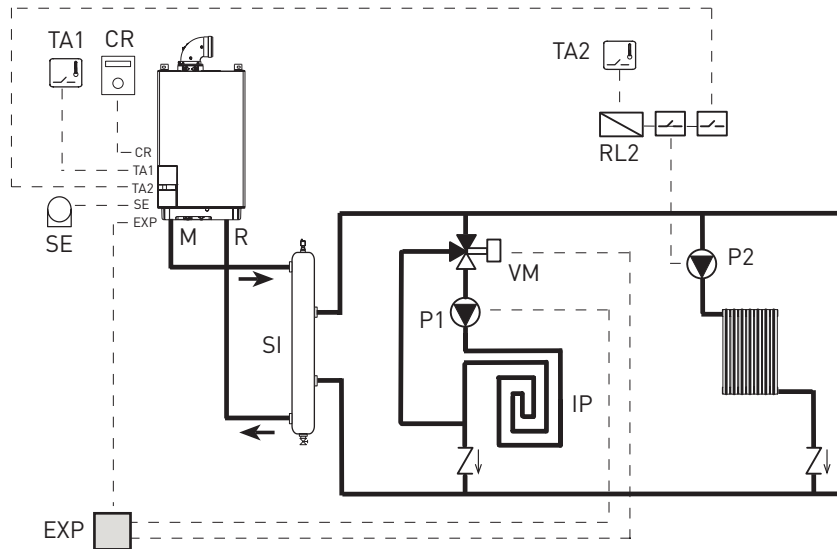 TA1 CR
TA2
RL2
CR
TA1
TA2
SE
EXP
SE
M R
VM
P2
P1
SI
IP
EXP